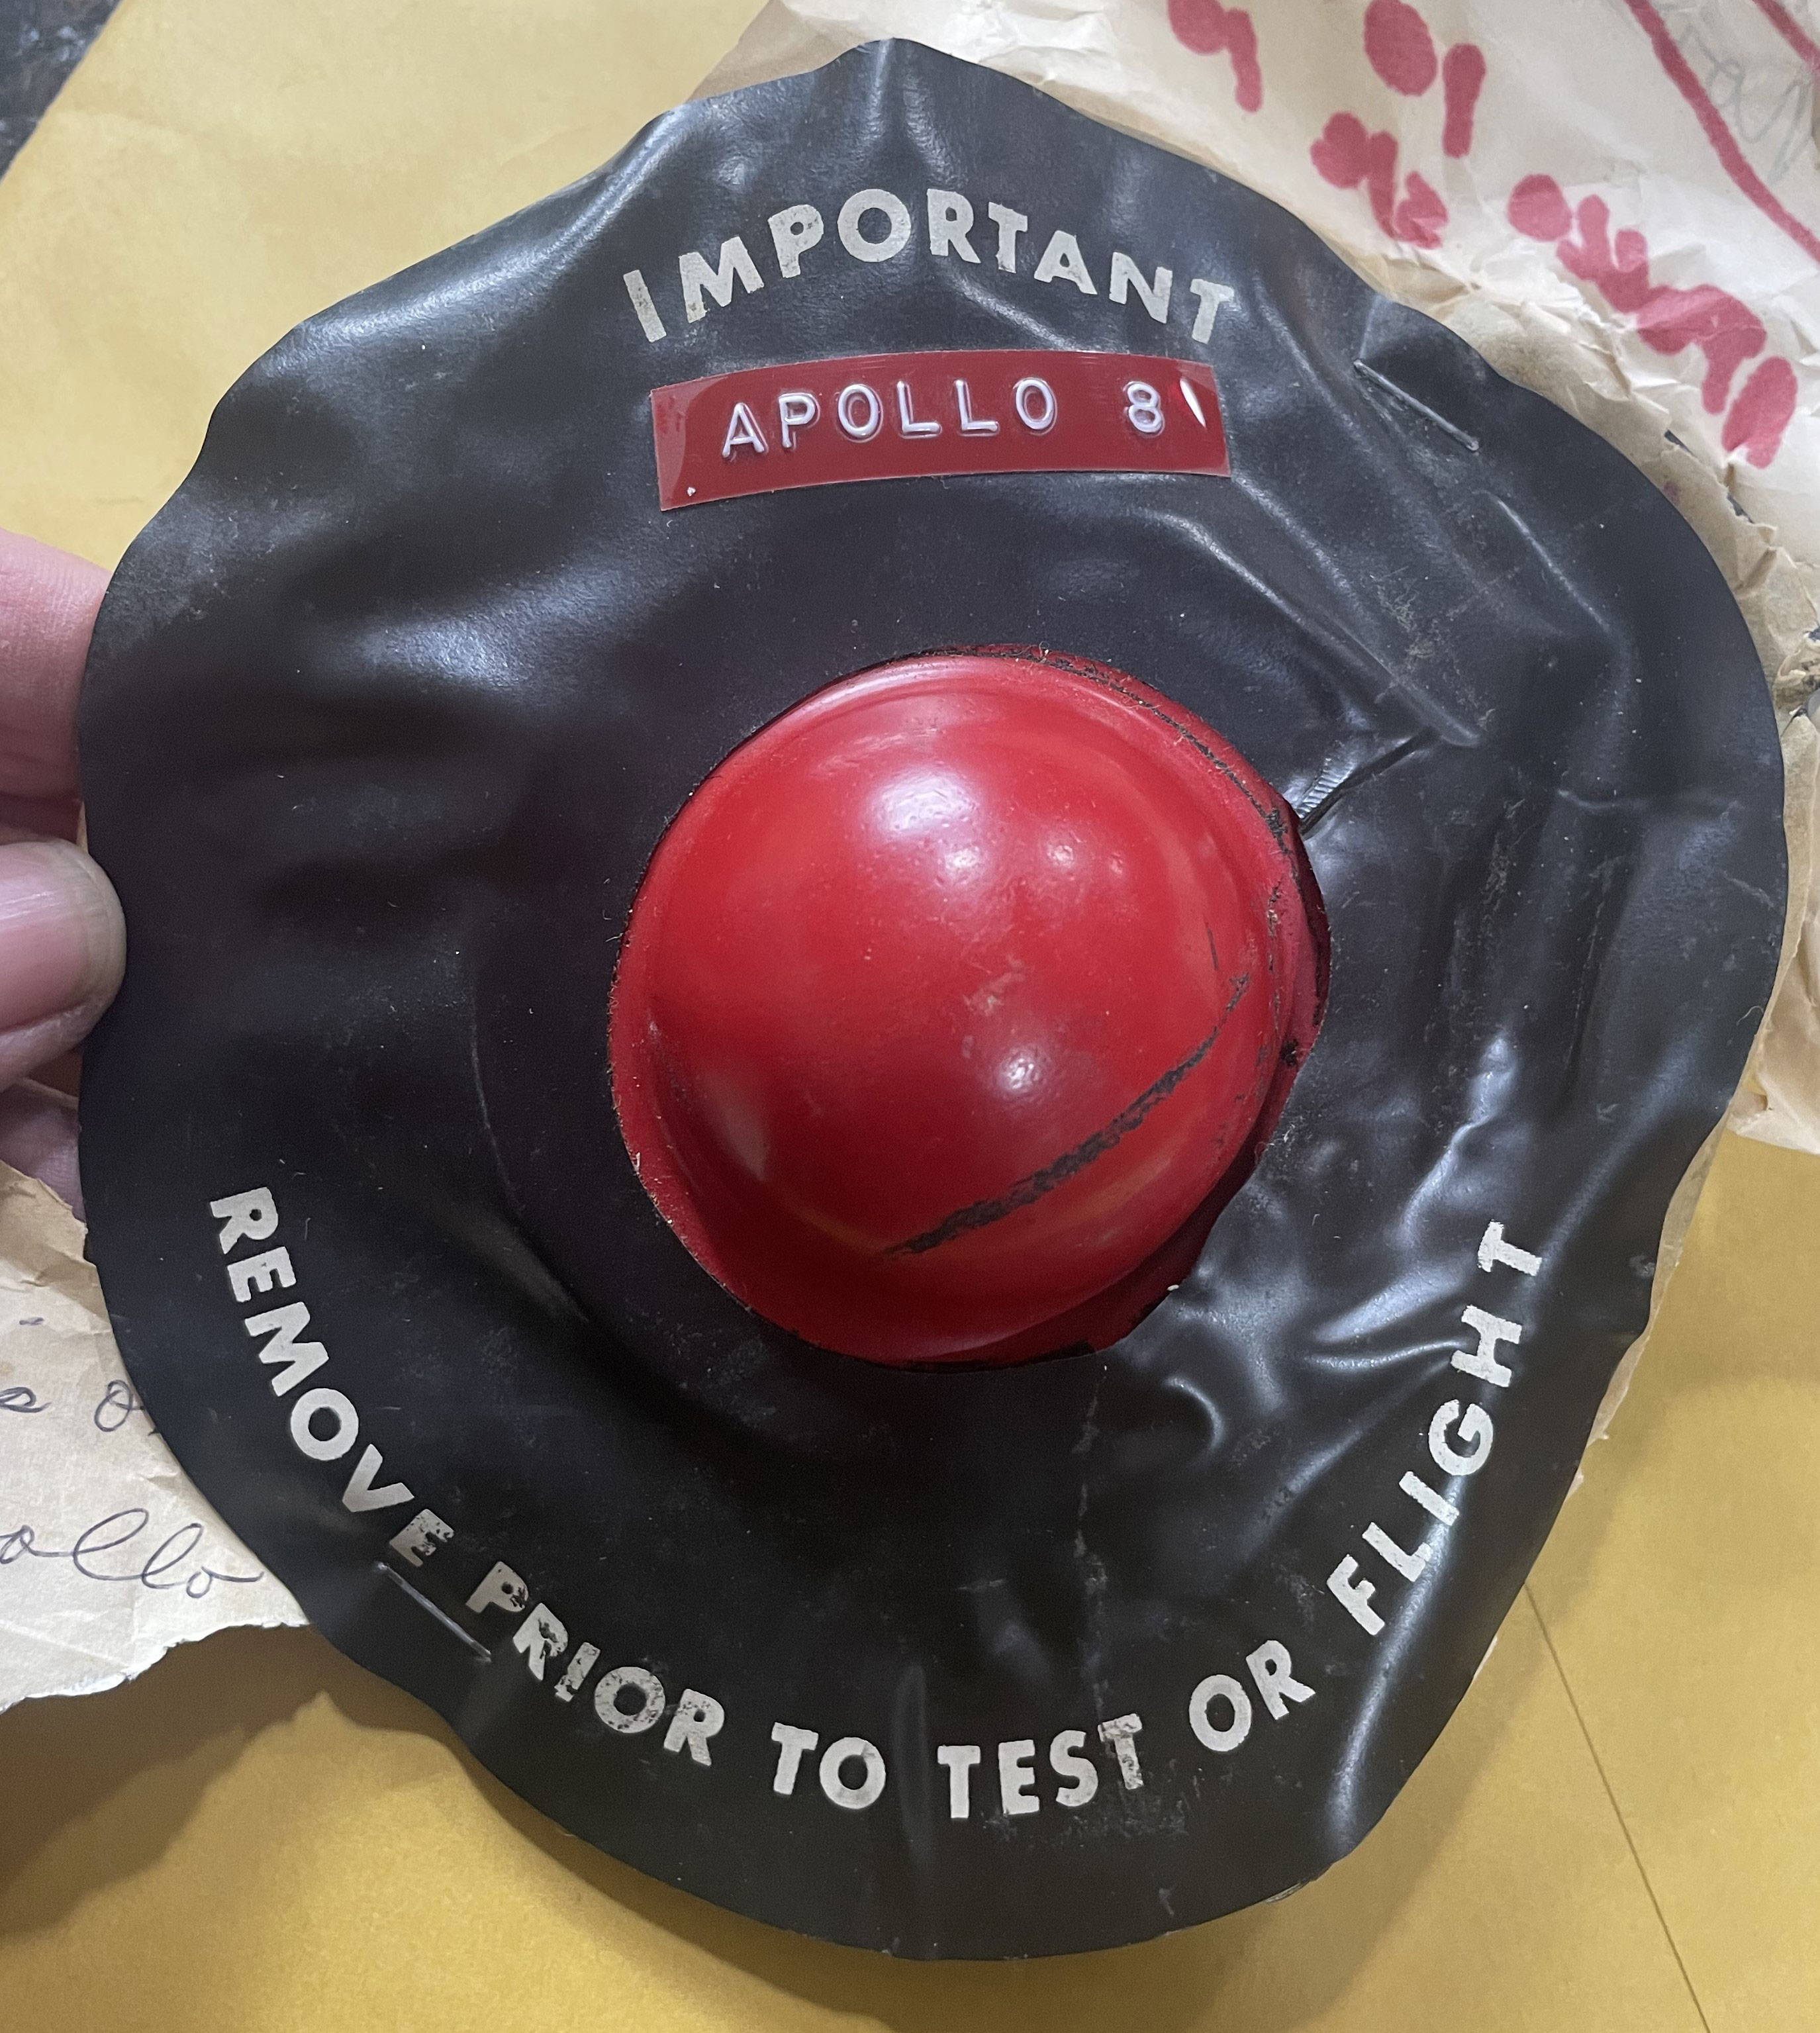 IMPORTANT
APOLLO 8
REMOVE PRIOR TO TEST OR FLIGHT
ollo